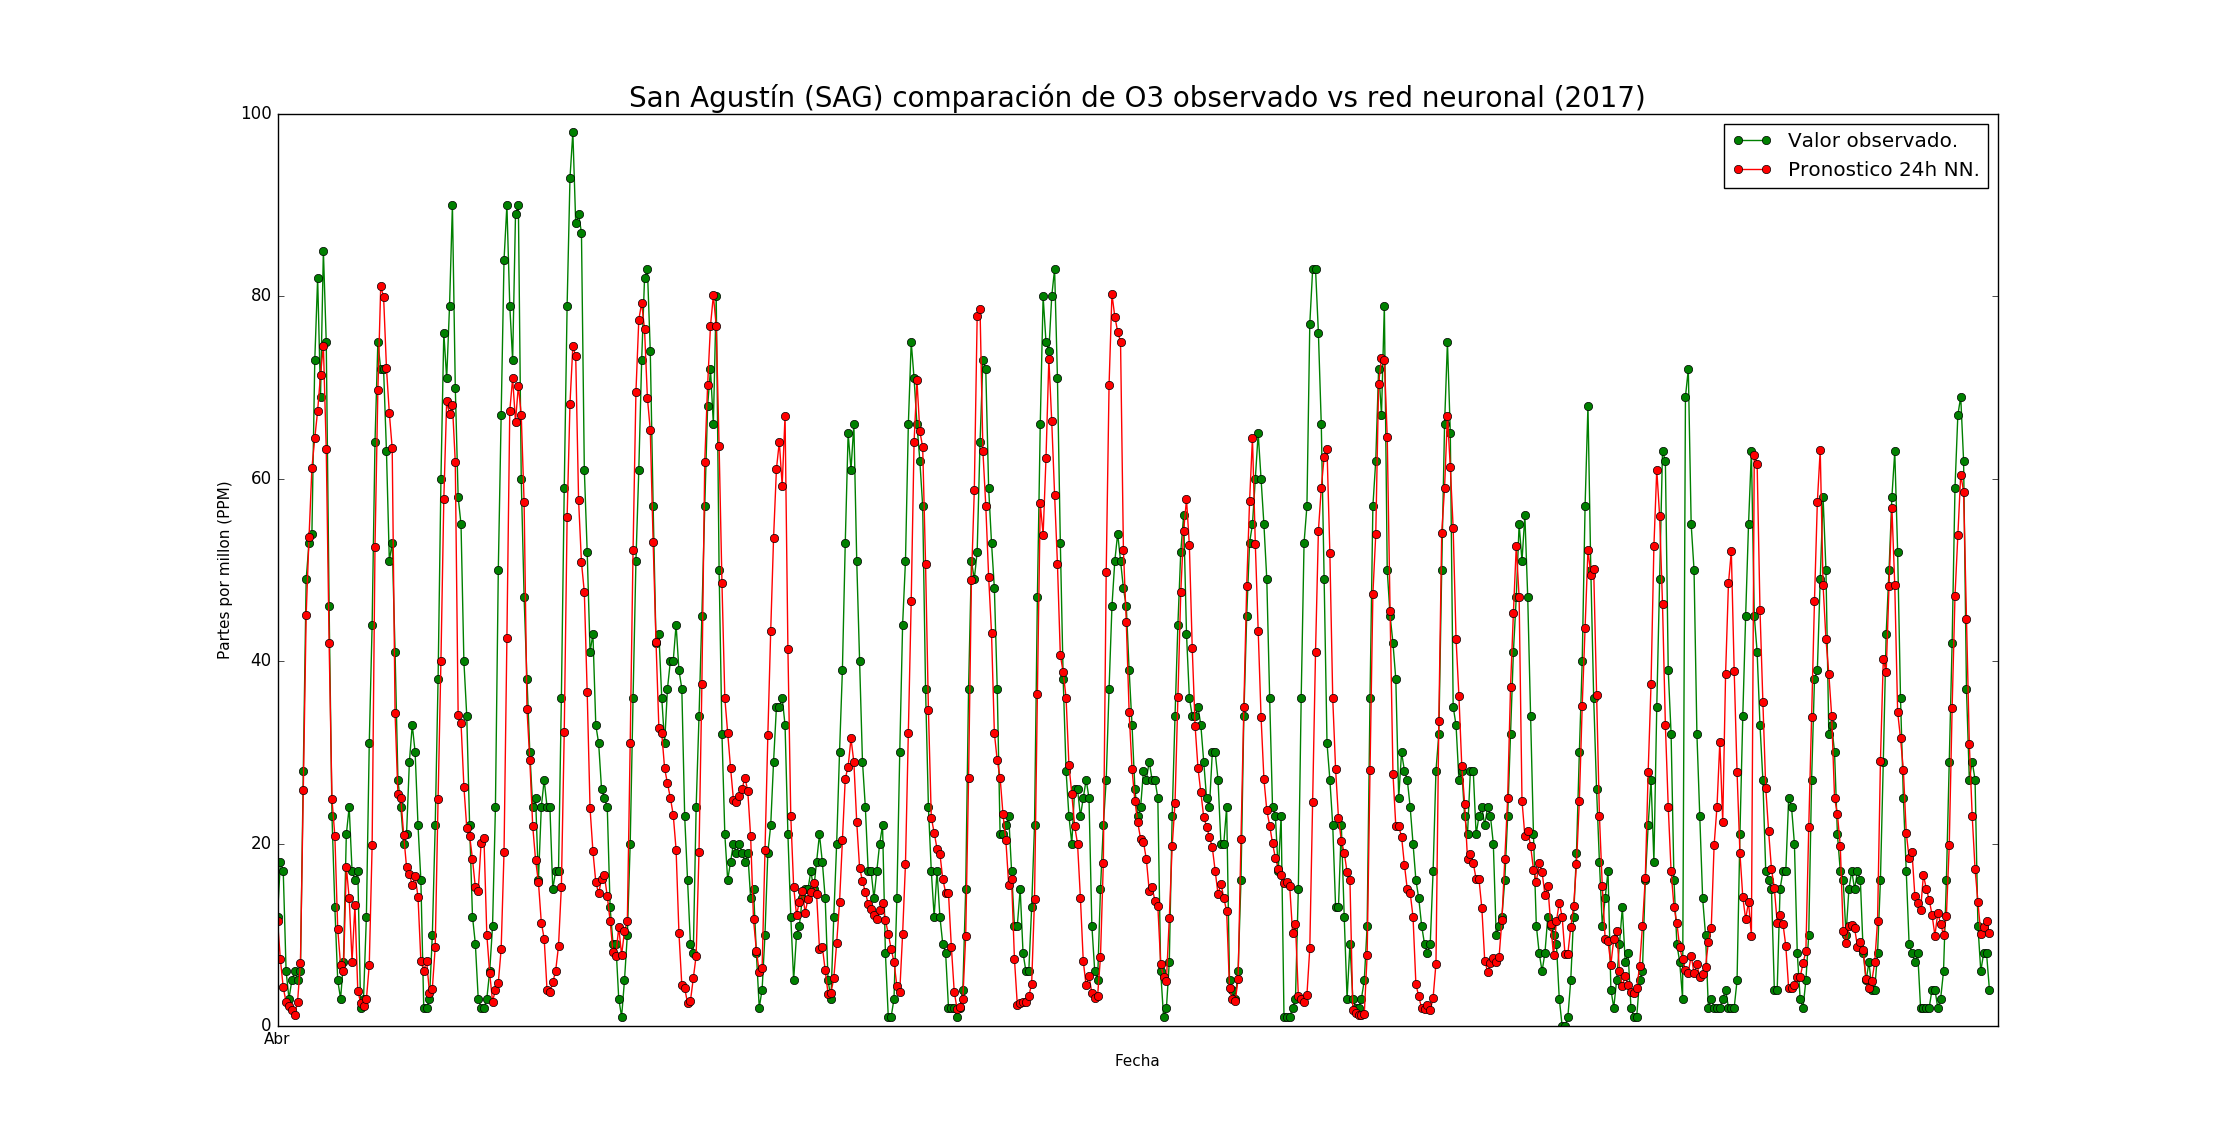 San Agustín (SAG) comparación de O3 observado vs red neuronal (2017)
Valor observado.
Pronostico 24h NN.
Partes por millon (PPM)
100
80
60
40
20
0
Abr
Fecha